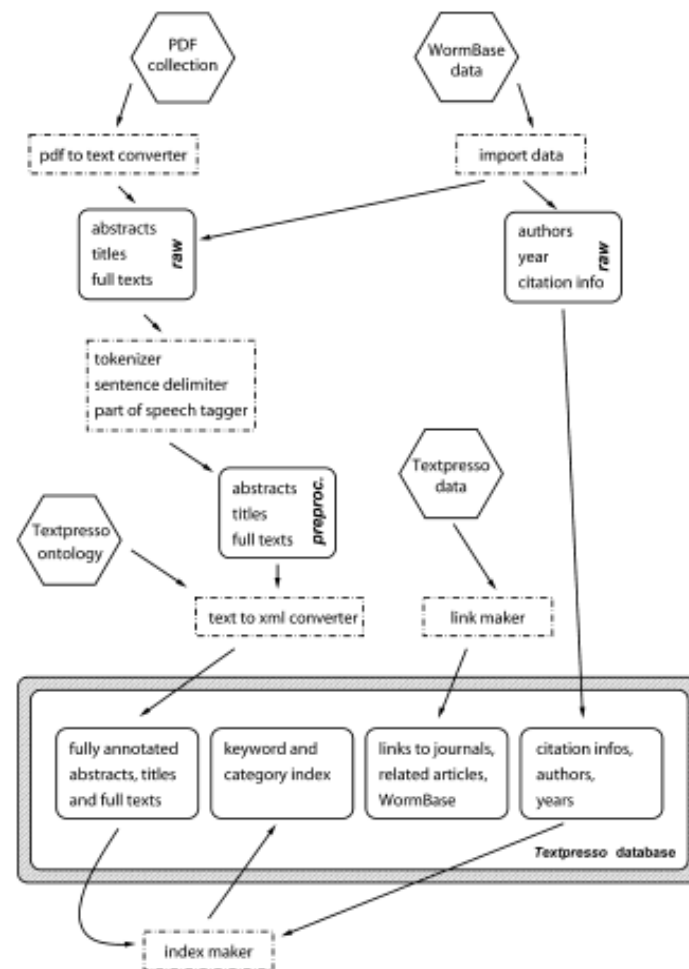 PDF
collection
WormBase
data
pdf to text converter
import data
abstracts
titles
full texts
raw
authors
year
citation info
raw
tokenizer
sentence delimiter
part of speech tagger
Textpresso
data
abstracts
titles
full texts
preproc.
Textpresso
ontology
text to xml converter
link maker
fully annotated
abstracts, titles
and full texts
keyword and
category index
links to journals,
related articles,
WormBase
citation infos,
authors,
years
Textpresso database
index maker